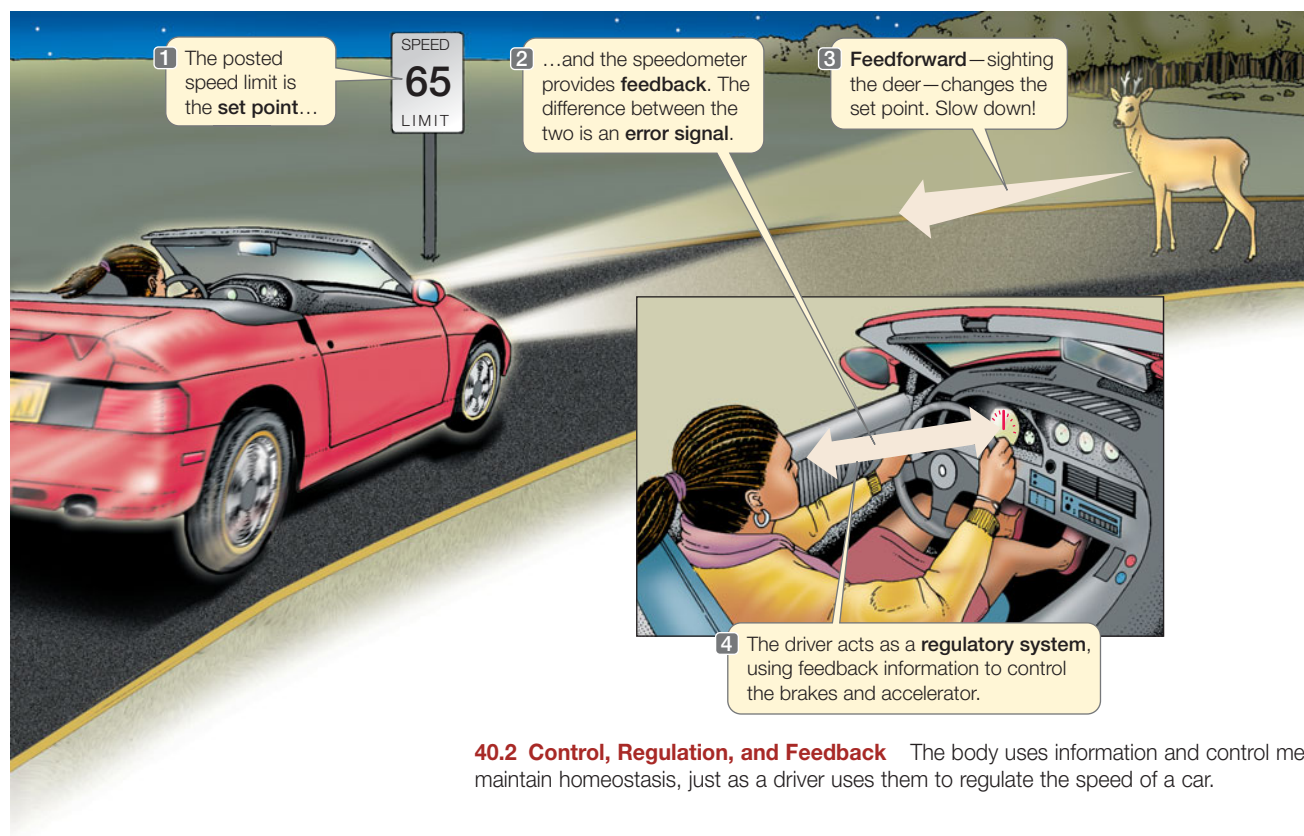 SPEED
65
LIMIT
1 The posted
speed limit is
the set point…
2 …and the speedometer
provides feedback. The
difference between the
two is an error signal.
3 Feedforward—sighting
the deer—changes the
set point. Slow down!
4 The driver acts as a regulatory system,
using feedback information to control
the brakes and accelerator.
40.2 Control, Regulation, and Feedback The body uses information and control me
maintain homeostasis, just as a driver uses them to regulate the speed of a car.